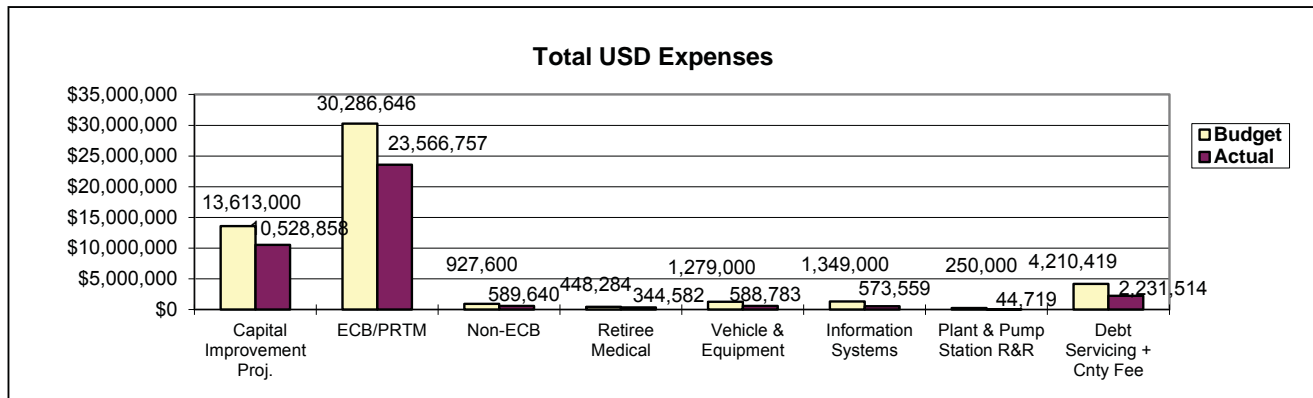 Total USD Expenses
$35,000,000
$30,000,000
$25,000,000
$20,000,000
$15,000,000
$10,000,000
$5,000,000
$0
13,613,000
10,528,858
30,286,646
23,566,757
927,600
589,640
448,284
344,582
1,279,000
588,783
1,349,000
573,559
250,000
44,719
4,210,419
2,231,514
Capital
Improvement
Proj.
ECB/PRTM
Non-ECB
Retiree
Medical
Vehicle &
Equipment
Information
Systems
Plant & Pump
Station R&R
Debt
Servicing +
Cnty Fee
Budget
Actual